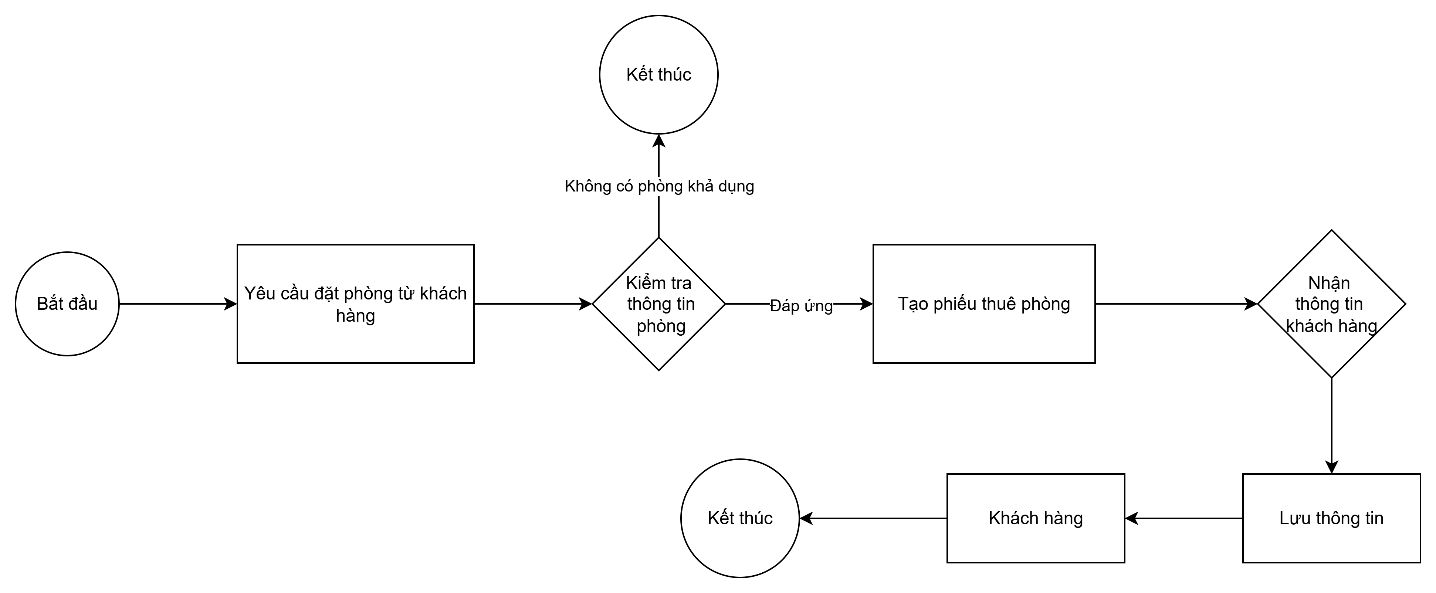 Kết thúc
Không có phòng khả dụng
Bắt đầu
Yêu cầu đặt phòng từ khách
hàng
Kiểm tra
thông tin
phòng
Đáp ứng
Tạo phiếu thuê phòng
Nhận
thông tin
khách hàng
Kết thúc
Khách hàng
Lưu thông tin